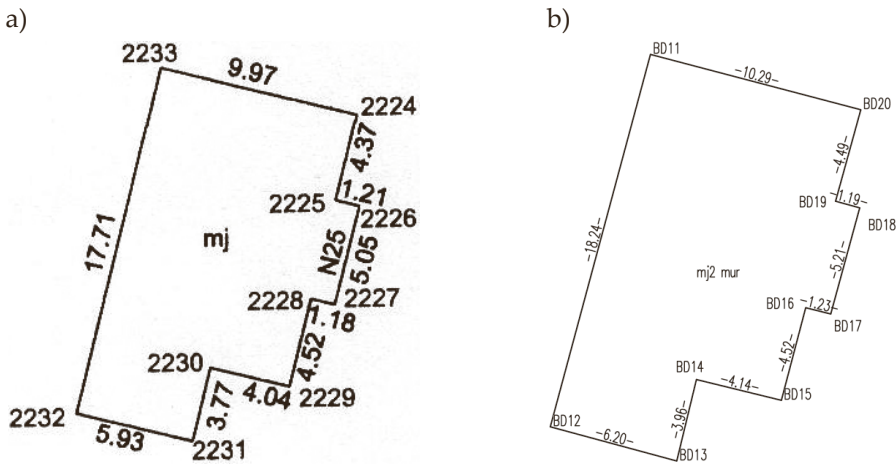 a)
2233
9.97
2224
4.37
1.21
2225
2226
17.71
mj
N25
5.05
2228
2227
1.18
4.52
2230
4.04
2229
3.77
2232
5.93
2231
b)
BD11
-10.29-
BD20
-4.49-
BD19
-1.19-
BD18
-18.24-
-5.21-
mj2 mur
BD16
-1.23-
BD17
-4.52-
BD14
-4.14-
BD15
-3.96-
BD12
-6.20-
BD13